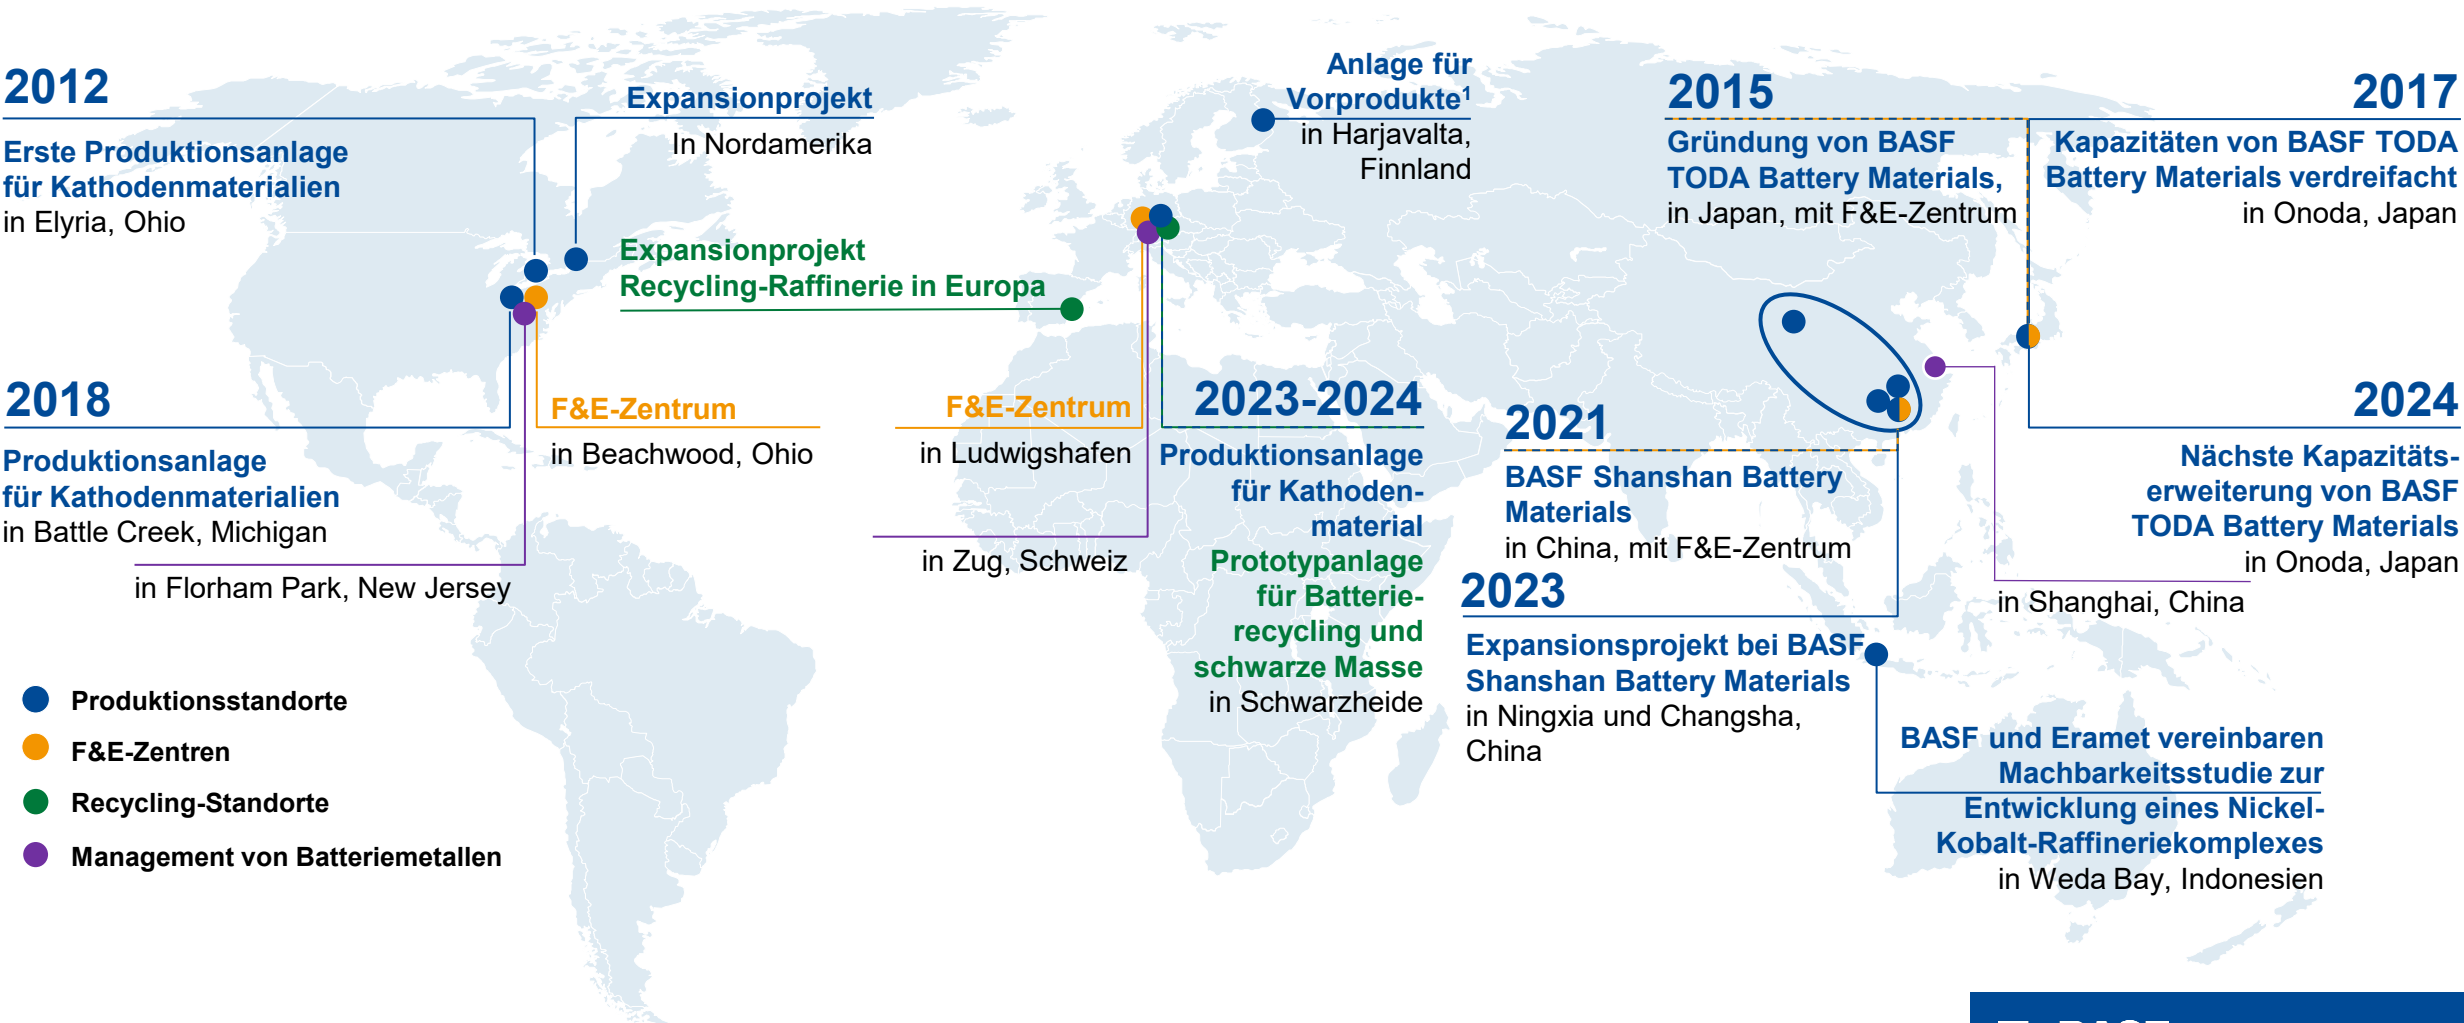 2012
Erste Produktionsanlage
für Kathodenmaterialien
in Elyria, Ohio
Expansionprojekt
In Nordamerika
Expansionprojekt
Recycling-Raffinerie in Europa
Anlage für
Vorprodukte¹
in Harjavalta,
Finnland
2015
Gründung von BASF
TODA Battery Materials,
in Japan, mit F&E-Zentrum
2017
Kapazitäten von BASF TODA
Battery Materials verdreifacht
in Onoda, Japan
2018
Produktionsanlage
für Kathodenmaterialien
in Battle Creek, Michigan
in Florham Park, New Jersey
F&E-Zentrum
in Beachwood, Ohio
F&E-Zentrum
in Ludwigshafen
in Zug, Schweiz
2023-2024
Produktionsanlage
für Kathoden-
material
Prototypanlage
für Batterie-
recycling und
schwarze Masse
in Schwarzheide
2021
BASF Shanshan Battery
Materials
in China, mit F&E-Zentrum
2023
Expansionsprojekt bei BASF
Shanshan Battery Materials
in Ningxia und Changsha,
China
2024
Nächste Kapazitäts-
erweiterung von BASF
TODA Battery Materials
in Onoda, Japan
in Shanghai, China
BASF und Eramet vereinbaren
Machbarkeitsstudie zur
Entwicklung eines Nickel-
Kobalt-Raffineriekomplexes
in Weda Bay, Indonesien
Produktionsstandorte
F&E-Zentren
Recycling-Standorte
Management von Batteriemetallen